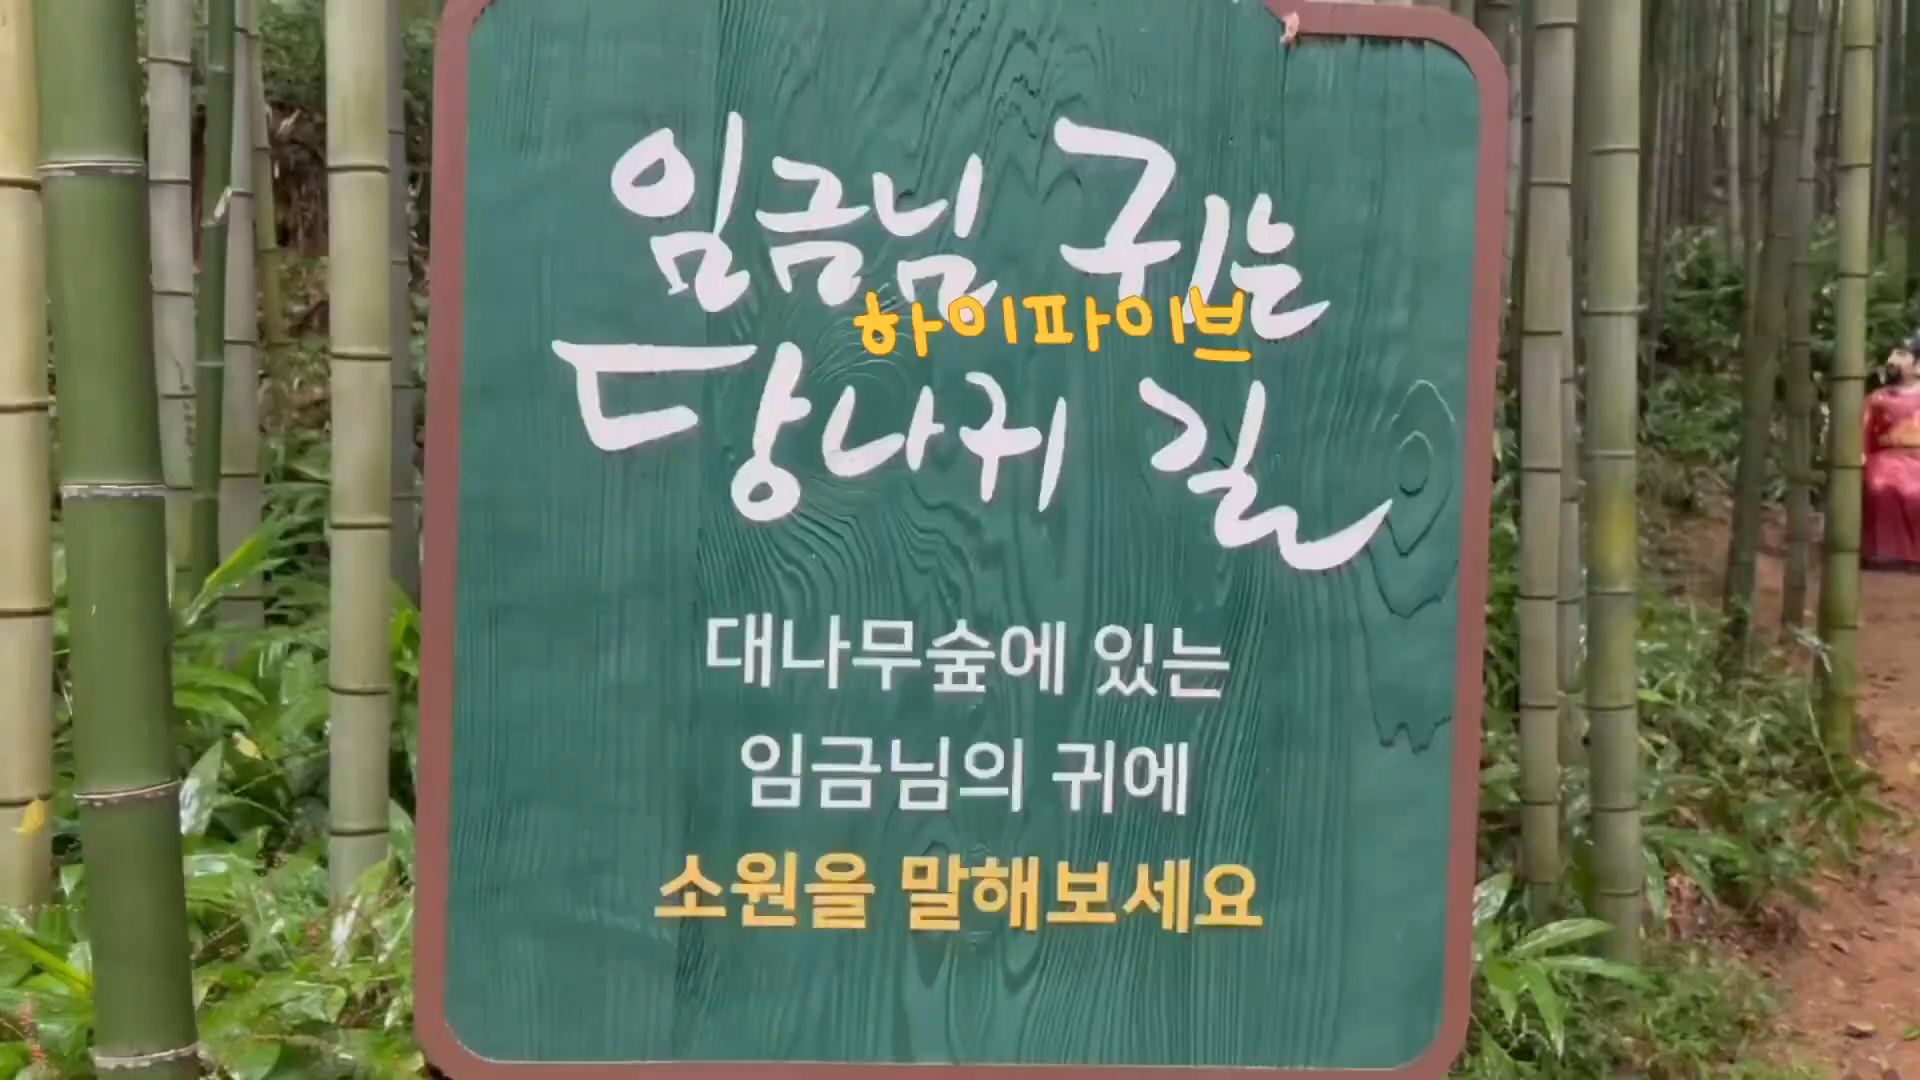 임금님 귀는
하이파이브
당나귀 길
대나무숲에 있는
임금님의 귀에
소원을 말해보세요